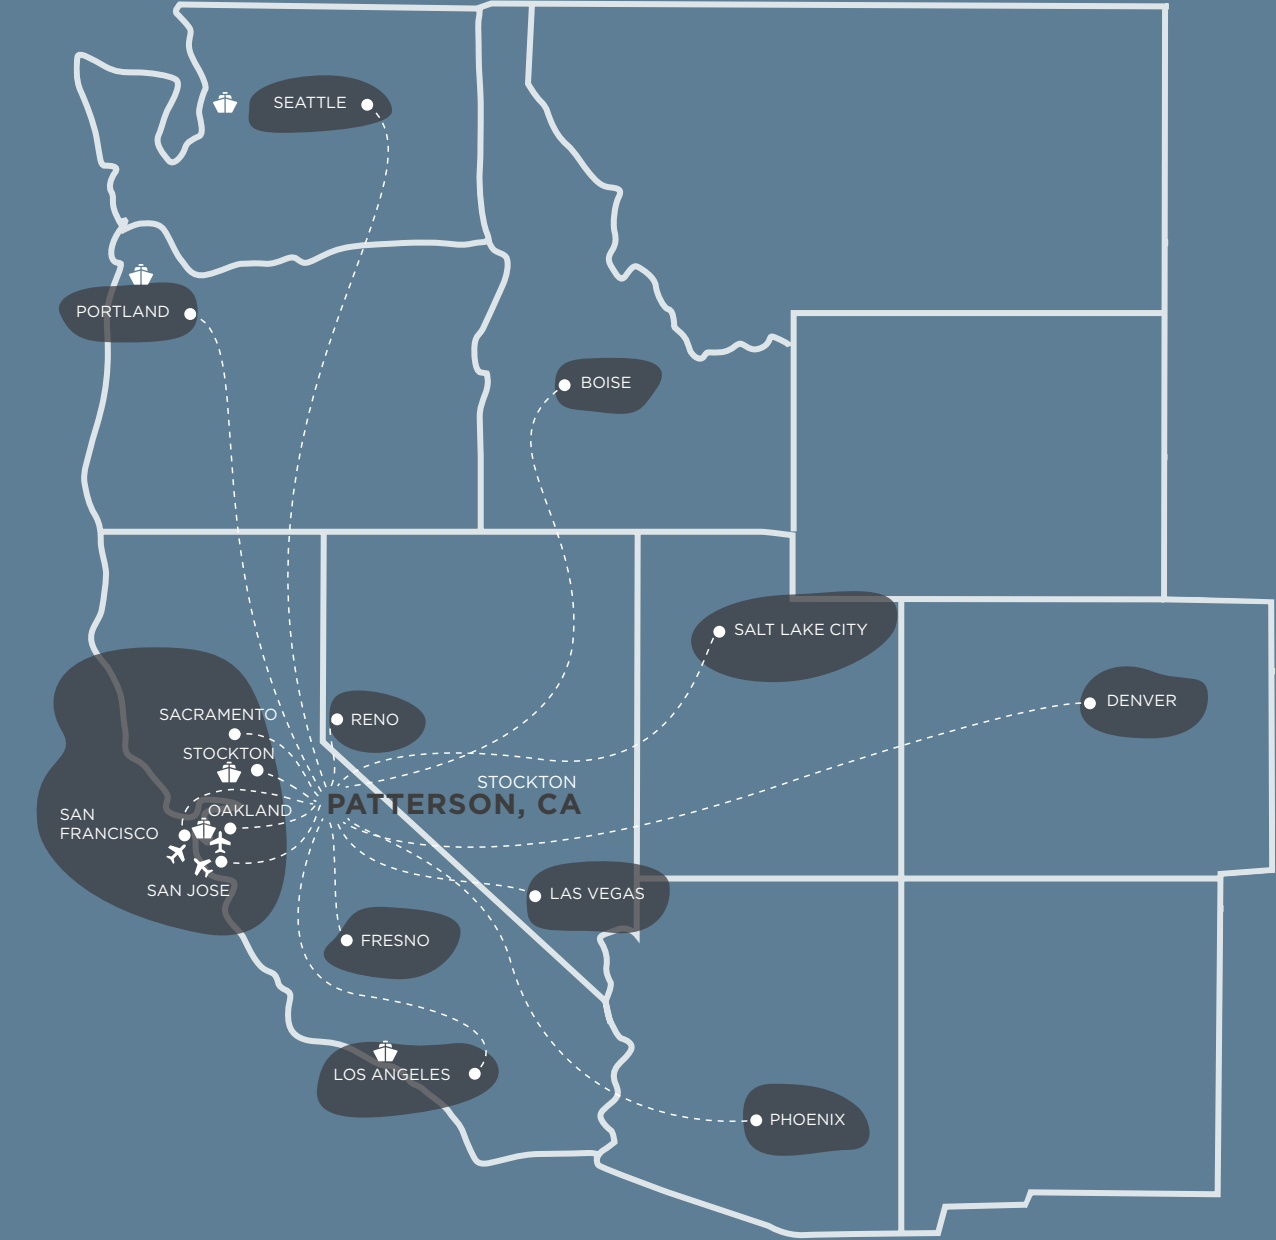 SEATTLE
PORTLAND
BOISE
SALT LAKE CITY
DENVER
SACRAMENTO
RENO
STOCKTON
STOCKTON
PATTERSON, CA
OAKLAND
SAN
FRANCISCO
SAN JOSE
LAS VEGAS
FRESNO
LOS ANGELES
PHOENIX